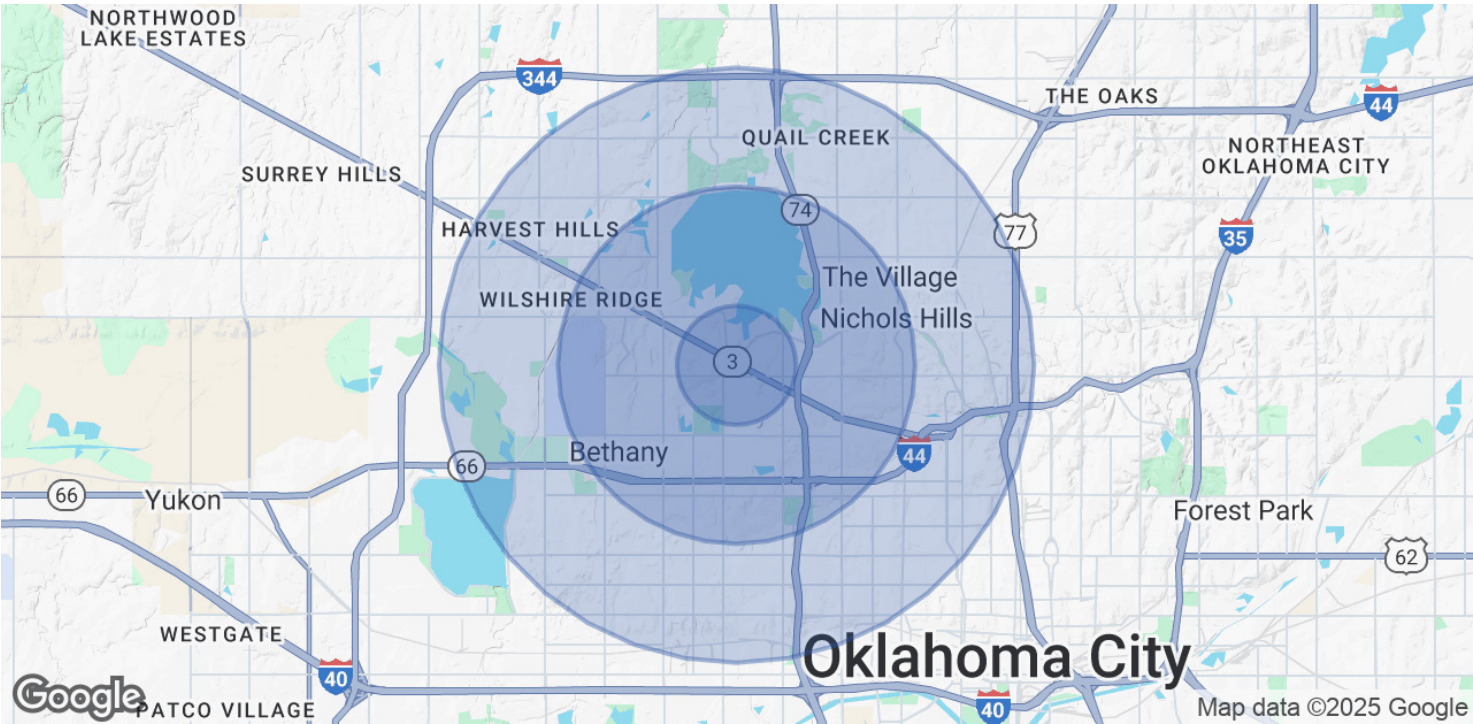 NORTHWOOD
LAKE ESTATES
344
THE OAKS
44
QUAIL CREEK
NORTHEAST
OKLAHOMA CITY
SURREY HILLS
74
HARVEST HILLS
77
35
The Village
WILSHIRE RIDGE
Nichols Hills
3
Bethany
44
66
66
Yukon
Forest Park
62
WESTGATE
Oklahoma City
40
Google
PATCO VILLAGE
40
Map data ©2025 Google